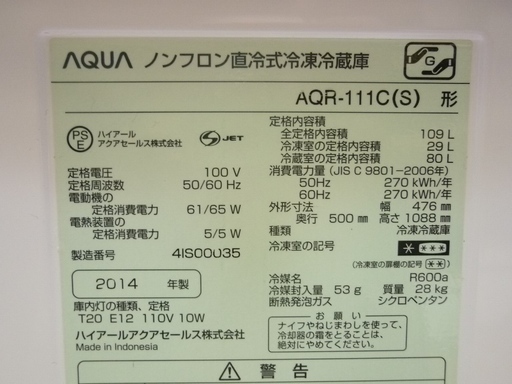 AQUA ノンフロン直冷式冷凍冷蔵庫
G
AQR-111C(S) 形
PS
E
ハイアール
アクアセールス株式会社
S JET
定格電圧 100 V
定格周波数 50/60 Hz
電動機の
定格消費電力 61/65 W
電熱装置の
定格消費電力 5/5 W
製造番号 4IS00035
2014 年製
庫内灯の種類、定格
T20 E12 110V 10W
ハイアールアクアセールス株式会社
Made in Indonesia
定格内容積
全定格内容積 109 L
冷凍室の定格内容積 29 L
冷蔵室の定格内容積 80 L
消費電力量 (JIS C 9801-2006年)
50Hz 270 kWh/年
60Hz 270 kWh/年
外形寸法 幅 476 ㎜
奥行 500 ㎜ 高さ 1088 ㎜
種類 冷凍冷蔵庫
冷凍室の記号 * ***
(冷凍室の扉棚の記号 **)
冷媒名 R600a
冷媒封入量 53 g 質量 28 kg
断熱発泡ガス シクロペンタン
お願い
ナイフやねじまわしを使って、
冷却器の霜をとることは、
絶対にやめてください。
警告